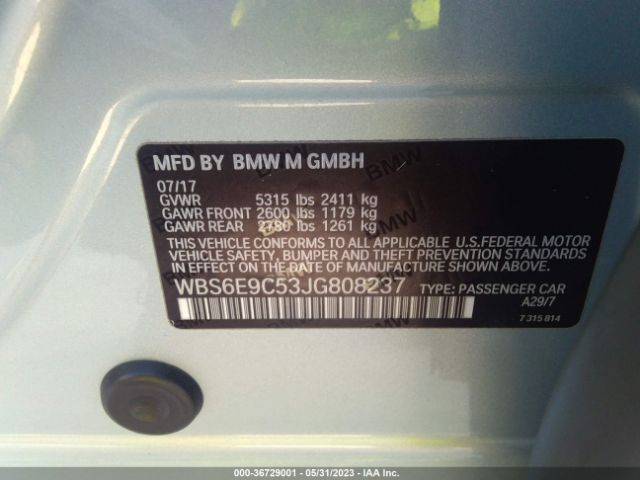 MFD BY BMW M GMBH
07/17
GVWR 5315 lbs 2411 kg
GAWR FRONT 2600 lbs 1179 kg
GAWR REAR 2780 lbs 1261 kg
THIS VEHICLE CONFORMS TO ALL APPLICABLE U.S.FEDERAL MOTOR
VEHICLE SAFETY, BUMPER AND THEFT PREVENTION STANDARDS
IN EFFECT ON THE DATE OF MANUFACTURE SHOWN ABOVE.
WBS6E9C53JG808237 TYPE: PASSENGER CAR
A29/7
7 315 814
000-36729001 - 05/31/2023 - IAA Inc.